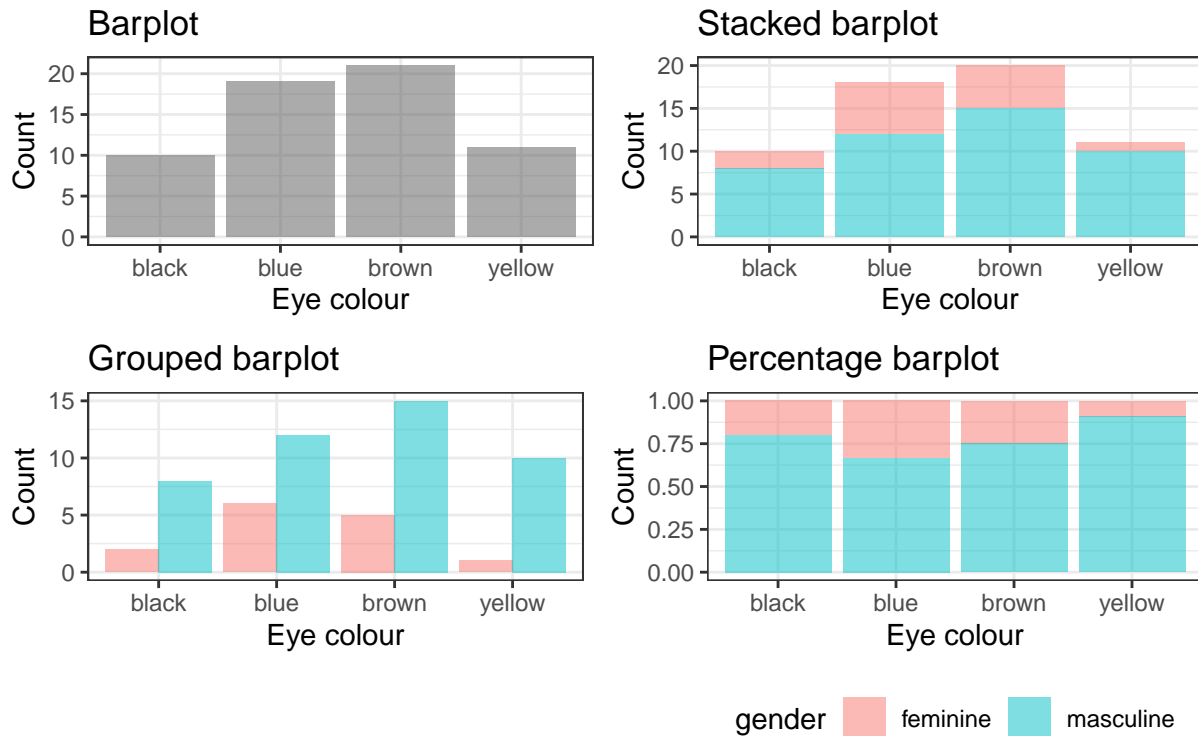 Barplot
Count
20
15
10
5
0
black blue brown yellow
Eye colour
Stacked barplot
Count
20
15
10
5
0
black blue brown yellow
Eye colour
Grouped barplot
Count
15
10
5
0
black blue brown yellow
Eye colour
Percentage barplot
Count
1.00
0.75
0.50
0.25
0.00
black blue brown yellow
Eye colour
gender feminine masculine